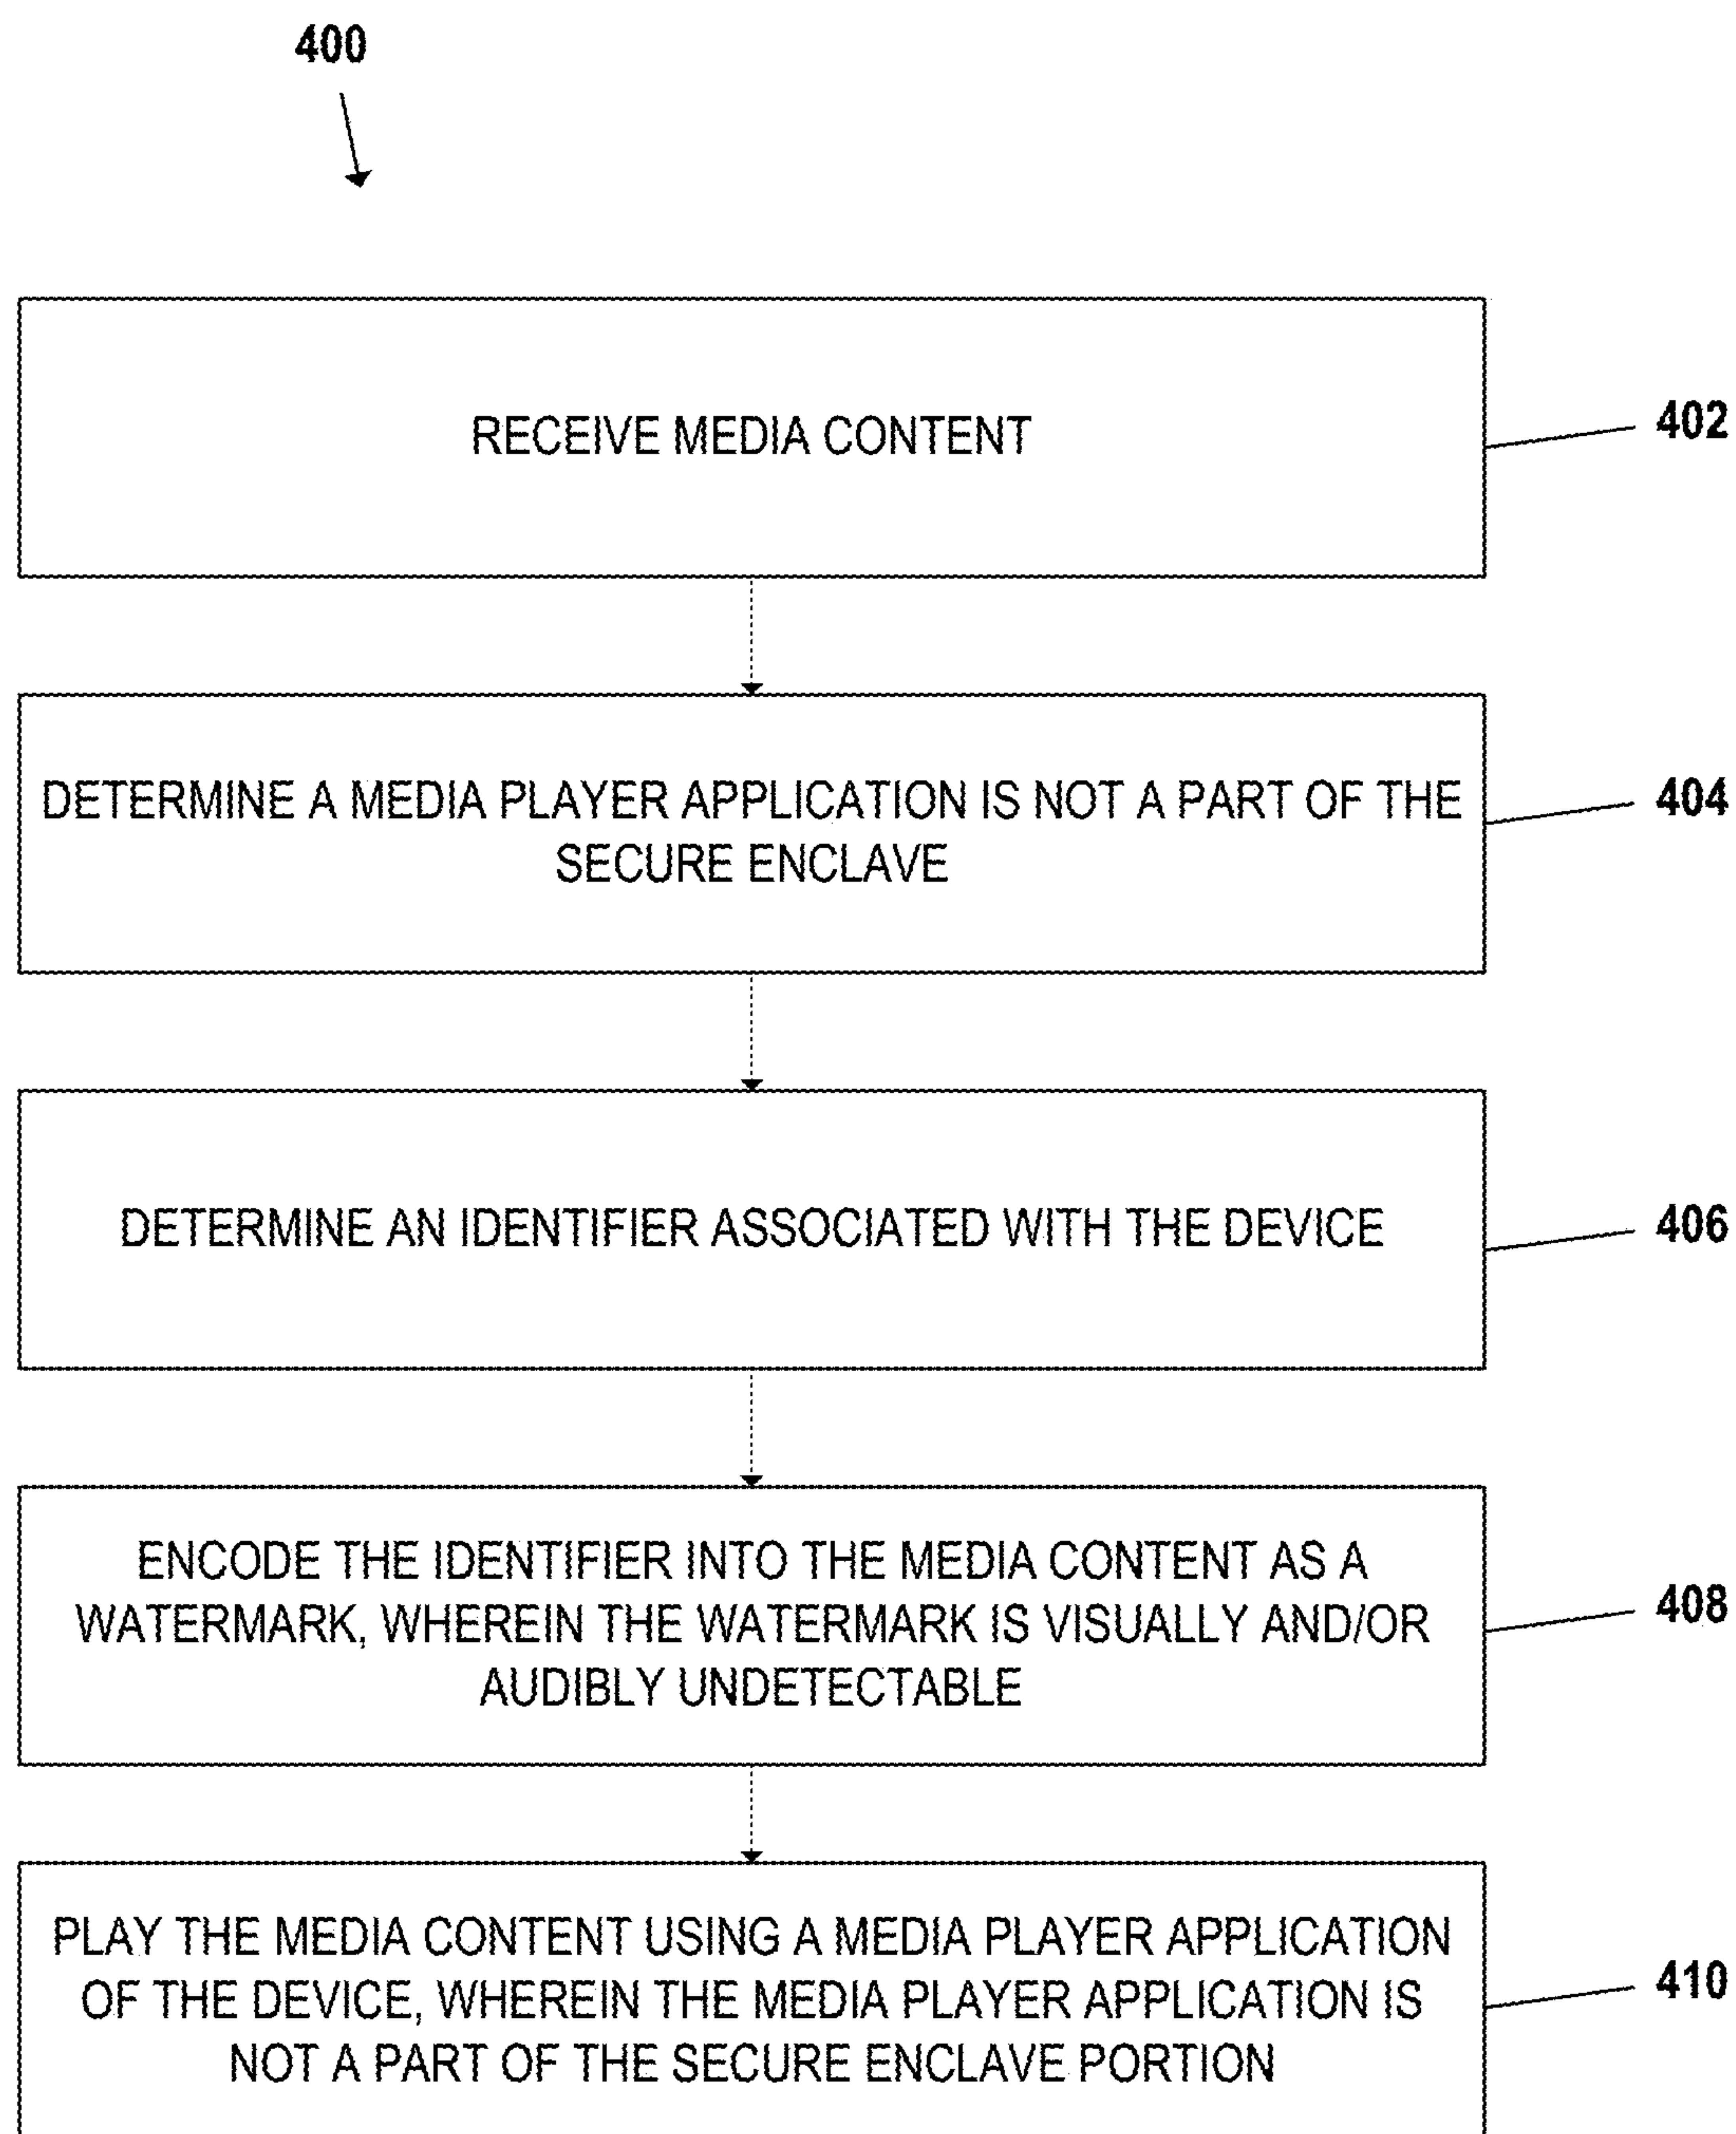 400
RECEIVE MEDIA CONTENT
402
DETERMINE A MEDIA PLAYER APPLICATION IS NOT A PART OF THE
SECURE ENCLAVE
404
DETERMINE AN IDENTIFIER ASSOCIATED WITH THE DEVICE
406
ENCODE THE IDENTIFIER INTO THE MEDIA CONTENT AS A
WATERMARK, WHEREIN THE WATERMARK IS VISUALLY AND/OR
AUDIBLY UNDETECTABLE
408
PLAY THE MEDIA CONTENT USING A MEDIA PLAYER APPLICATION
OF THE DEVICE, WHEREIN THE MEDIA PLAYER APPLICATION IS
NOT A PART OF THE SECURE ENCLAVE PORTION
410